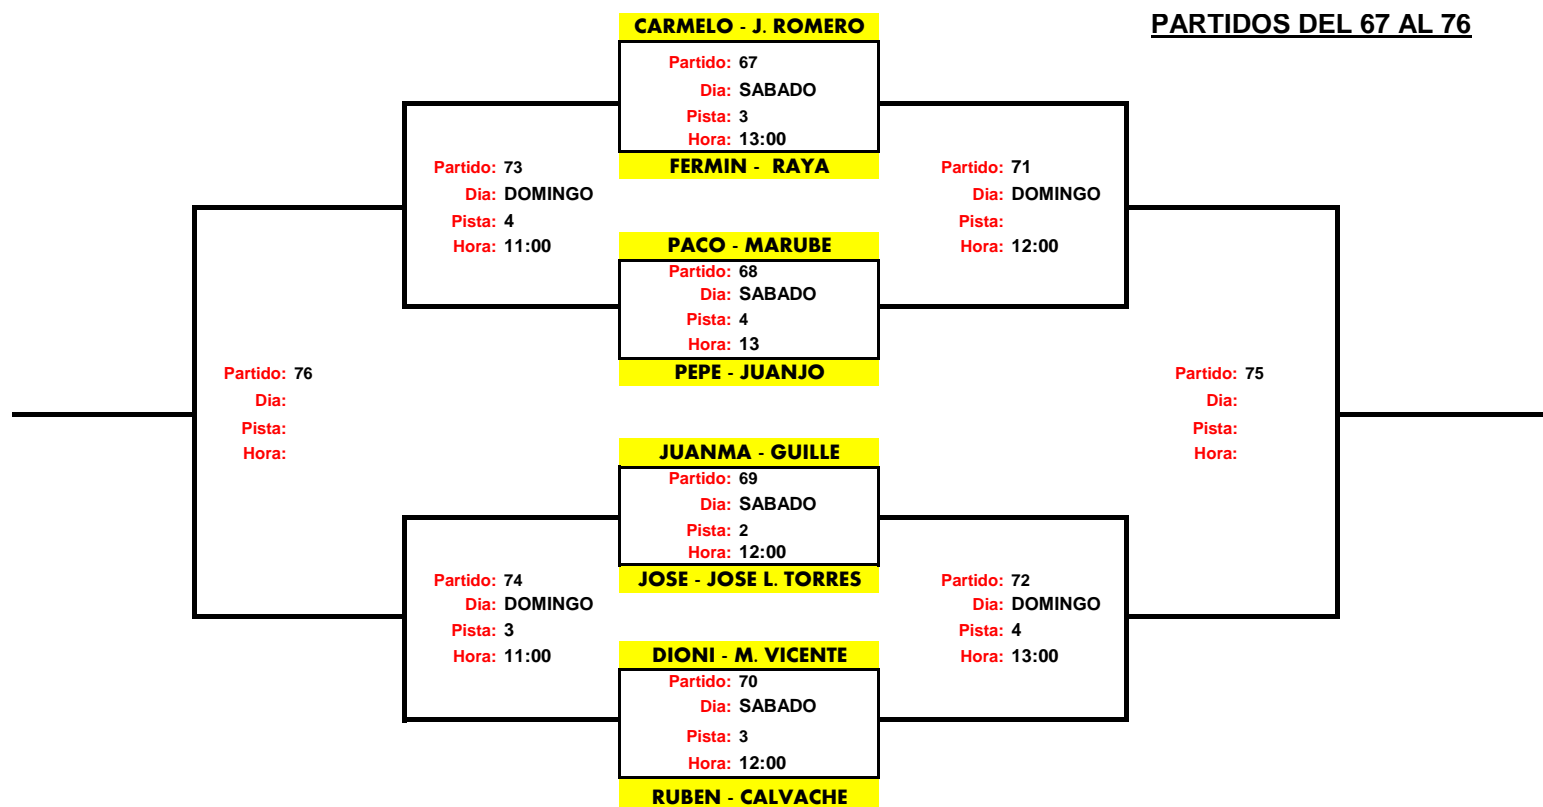 PARTIDOS DEL 67 AL 76
CARMELO - J. ROMERO
Partido: 67
Dia: SABADO
Pista: 3
Hora: 13:00
FERMIN - RAYA
Partido: 73
Dia: DOMINGO
Pista: 4
Hora: 11:00
Partido: 71
Dia: DOMINGO
Pista:
Hora: 12:00
PACO - MARUBE
Partido: 68
Dia: SABADO
Pista: 4
Hora: 13
PEPE - JUANJO
Partido: 76
Dia:
Pista:
Hora:
Partido: 75
Dia:
Pista:
Hora:
JUANMA - GUILLE
Partido: 69
Dia: SABADO
Pista: 2
Hora: 12:00
JOSE - JOSE L. TORRES
Partido: 74
Dia: DOMINGO
Pista: 3
Hora: 11:00
Partido: 72
Dia: DOMINGO
Pista: 4
Hora: 13:00
DIONI - M. VICENTE
Partido: 70
Dia: SABADO
Pista: 3
Hora: 12:00
RUBEN - CALVACHE